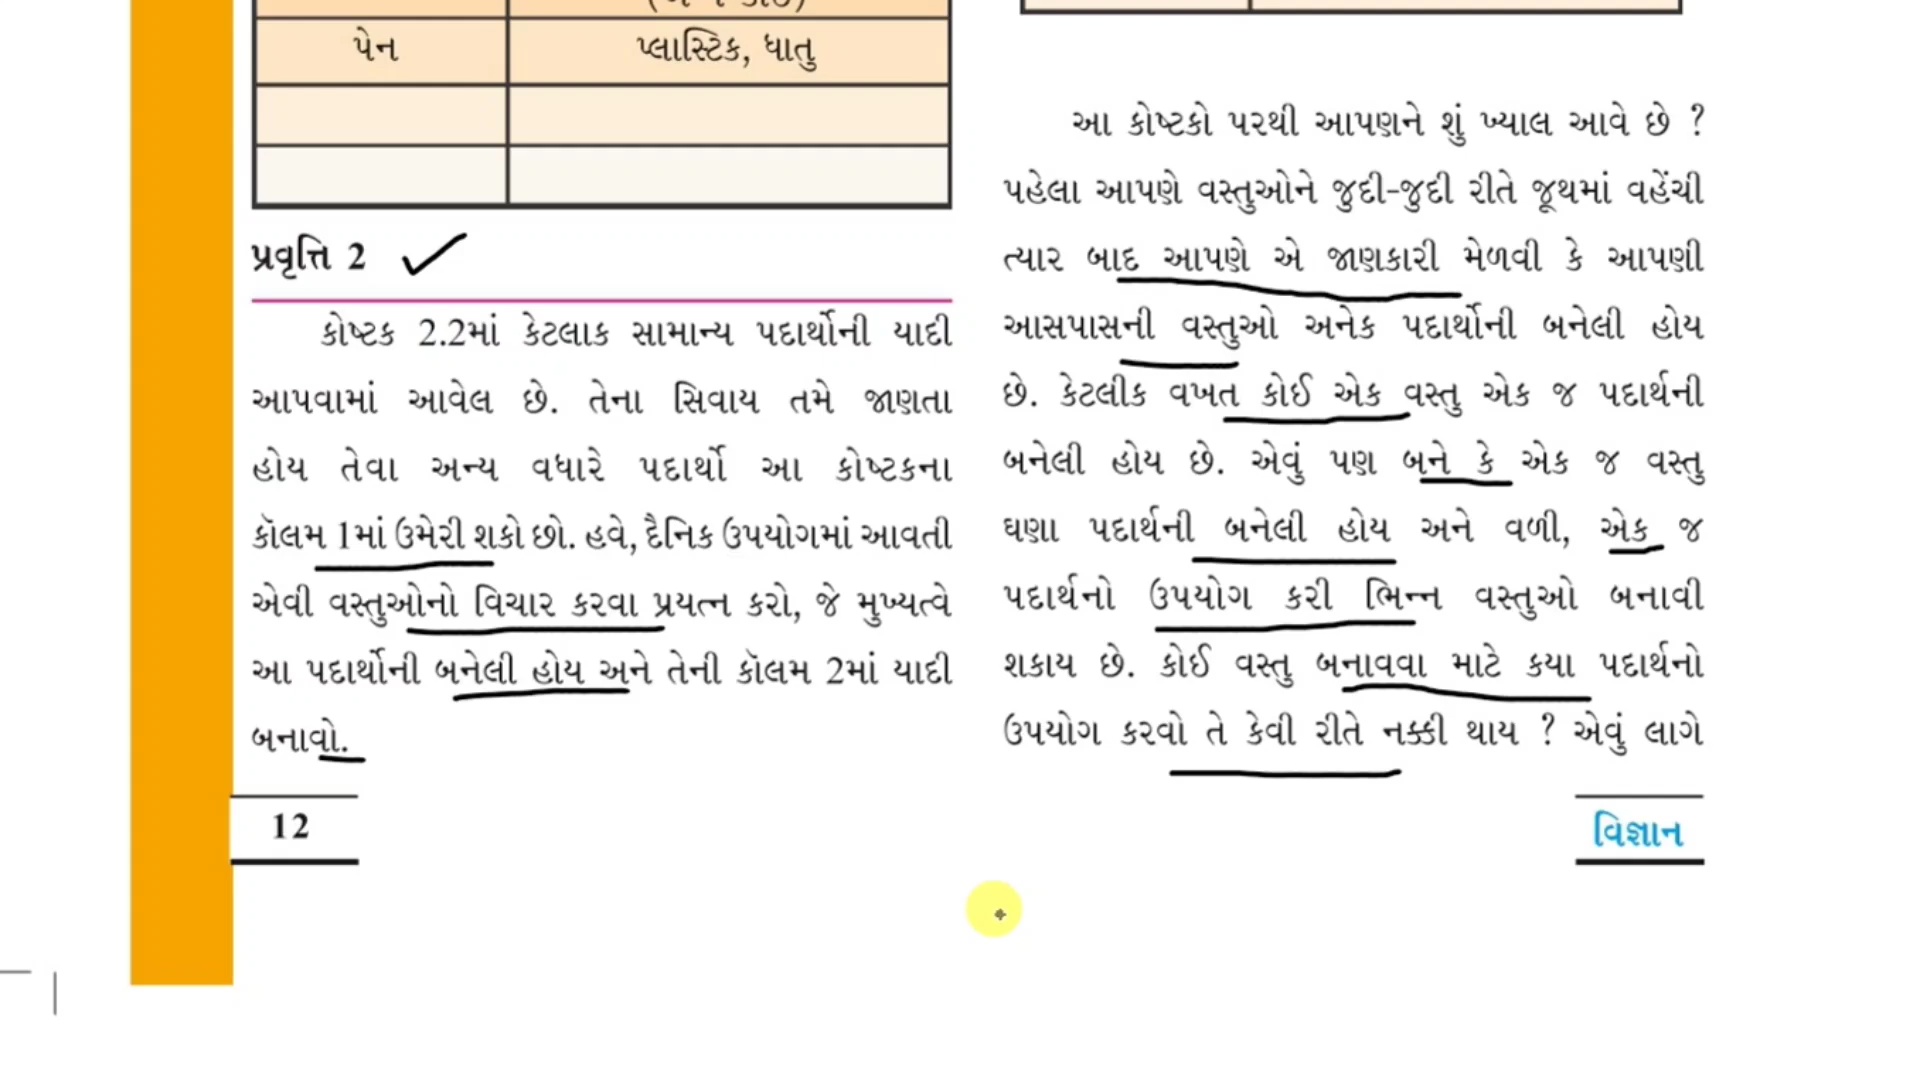 પેન પ્લાસ્ટિક, ધાતુ
પ્રવૃત્તિ 2
કોષ્ટક 2.2માં કેટલાક સામાન્ય પદાર્થોની યાદી
આપવામાં આવેલ છે. તેના સિવાય તમે જાણતા
હોય તેવા અન્ય વધારે પદાર્થો આ કોષ્ટકના
કૉલમ 1માં ઉમેરી શકો છો. હવે, દૈનિક ઉપયોગમાં આવતી
એવી વસ્તુઓનો વિચાર કરવા પ્રયત્ન કરો, જે મુખ્યત્વે
આ પદાર્થોની બનેલી હોય અને તેની કૉલમ 2માં યાદી
બનાવો.
12
આ કોષ્ટકો પરથી આપણને શું ખ્યાલ આવે છે ?
પહેલા આપણે વસ્તુઓને જુદી-જુદી રીતે જૂથમાં વહેંચી
ત્યાર બાદ આપણે એ જાણકારી મેળવી કે આપણી
આસપાસની વસ્તુઓ અનેક પદાર્થોની બનેલી હોય
છે. કેટલીક વખત કોઈ એક વસ્તુ એક જ પદાર્થની
બનેલી હોય છે. એવું પણ બને કે એક જ વસ્તુ
ઘણા પદાર્થની બનેલી હોય અને વળી, એક જ
પદાર્થનો ઉપયોગ કરી ભિન્ન વસ્તુઓ બનાવી
શકાય છે. કોઈ વસ્તુ બનાવવા માટે કયા પદાર્થનો
ઉપયોગ કરવો તે કેવી રીતે નક્કી થાય ? એવું લાગે
વિજ્ઞાન